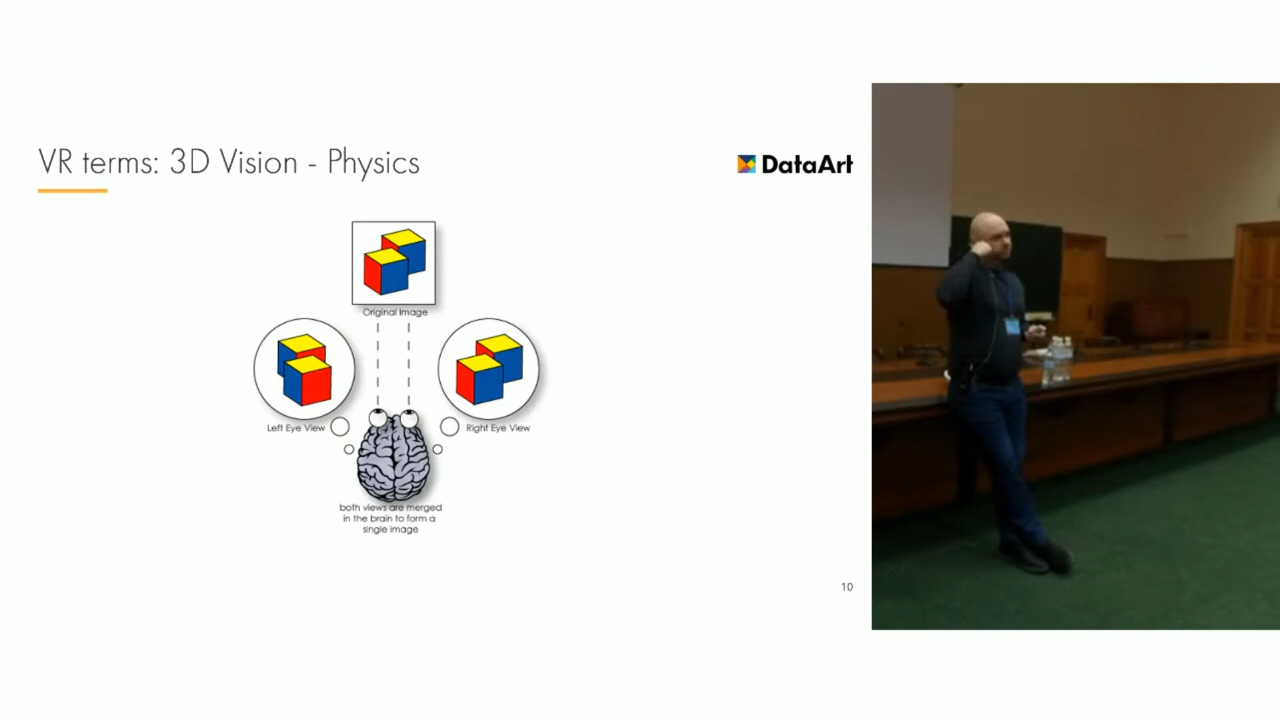 VR terms: 3D Vision - Physics
DataArt
Original Image
Left Eye View
Right Eye View
both views are merged
in the brain to form a
single image
10